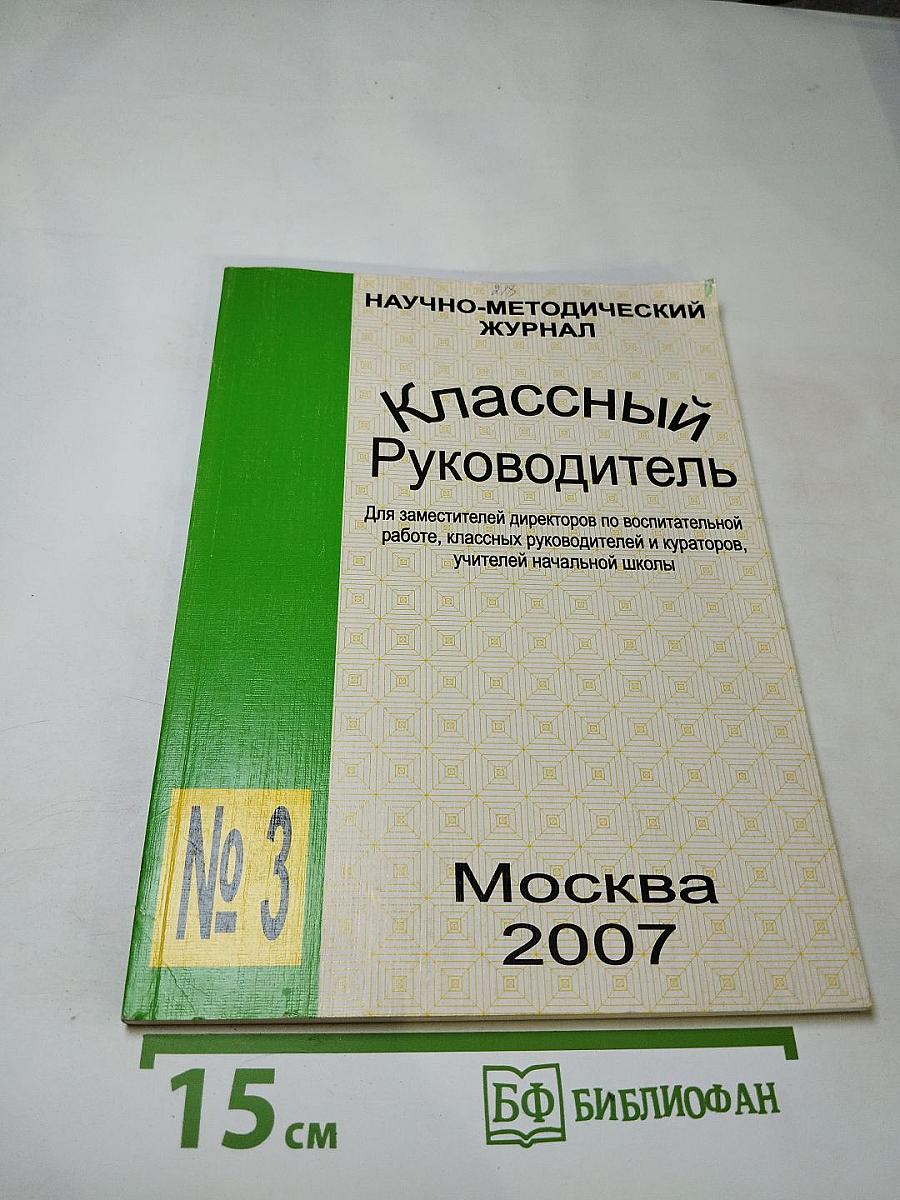 НАУЧНО-МЕТОДИЧЕСКИЙ
ЖУРНАЛ
Классный
Руководитель
Для заместителей директоров по воспитательной
работе, классных руководителей и кураторов,
учителей начальной школы
№ 3
Москва
2007
15 см
БФ БИБЛИОФАН